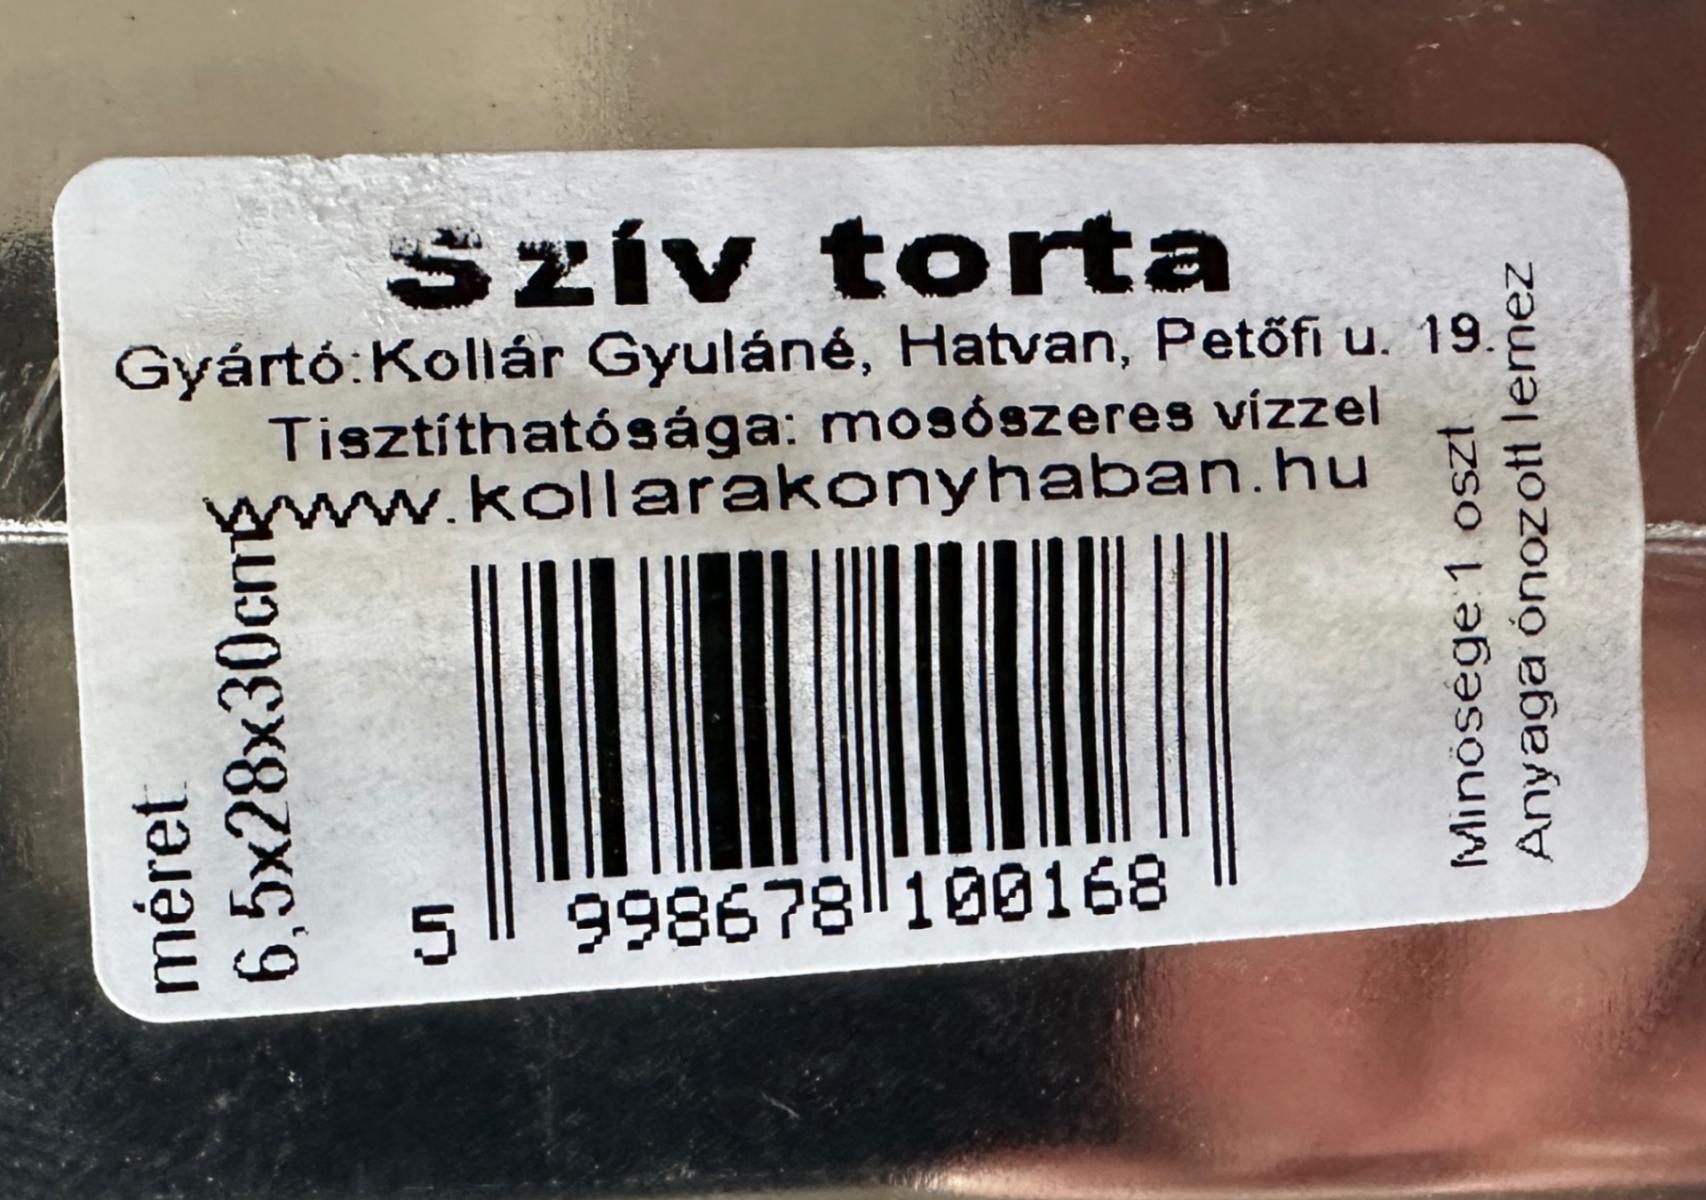 Szív torta
Gyártó:Kollár Gyuláné, Hatvan, Petőfi u. 19.
Tisztíthatósága: mosószeres vízzel
www.kollarakonyhaban.hu
méret
6,5x28x30cm
5 998678 100168
Minösége:1 oszt
Anyaga ónozott lemez